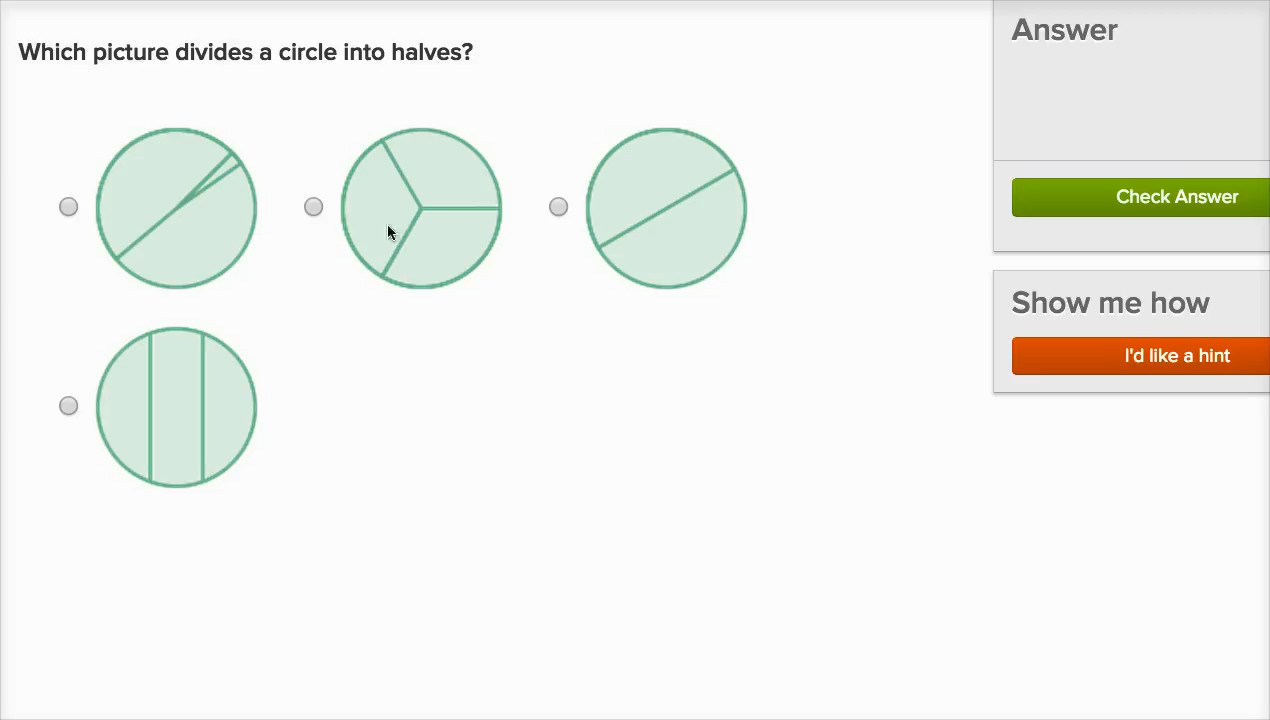 Which picture divides a circle into halves?
Answer
Check Answer
Show me how
I'd like a hint